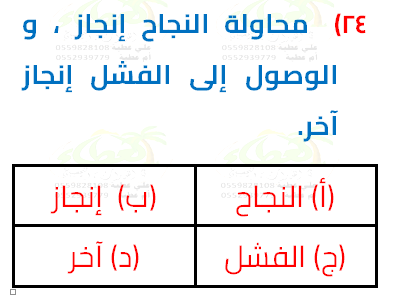 ٢٤) محاولة النجاح إنجاز ، و
الوصول إلى الفشل إنجاز
آخر.
(أ) النجاح (ب) إنجاز
(ج) الفشل (د) آخر